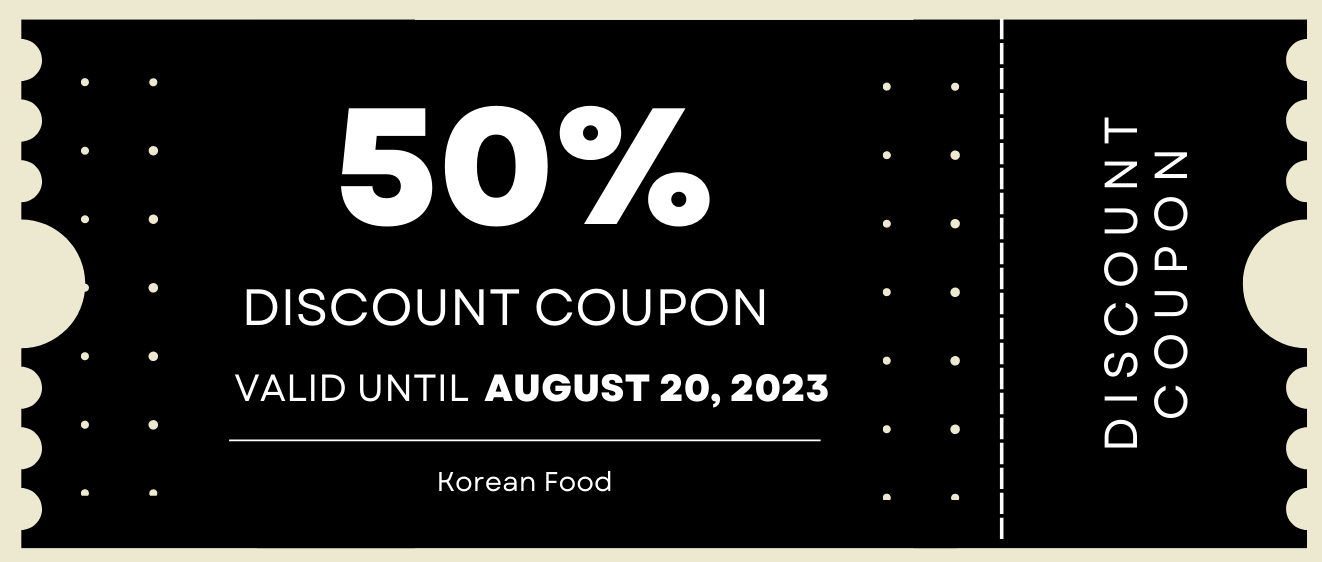 50%
DISCOUNT COUPON
VALID UNTIL AUGUST 20, 2023
Korean Food
DISCOUNT
COUPON